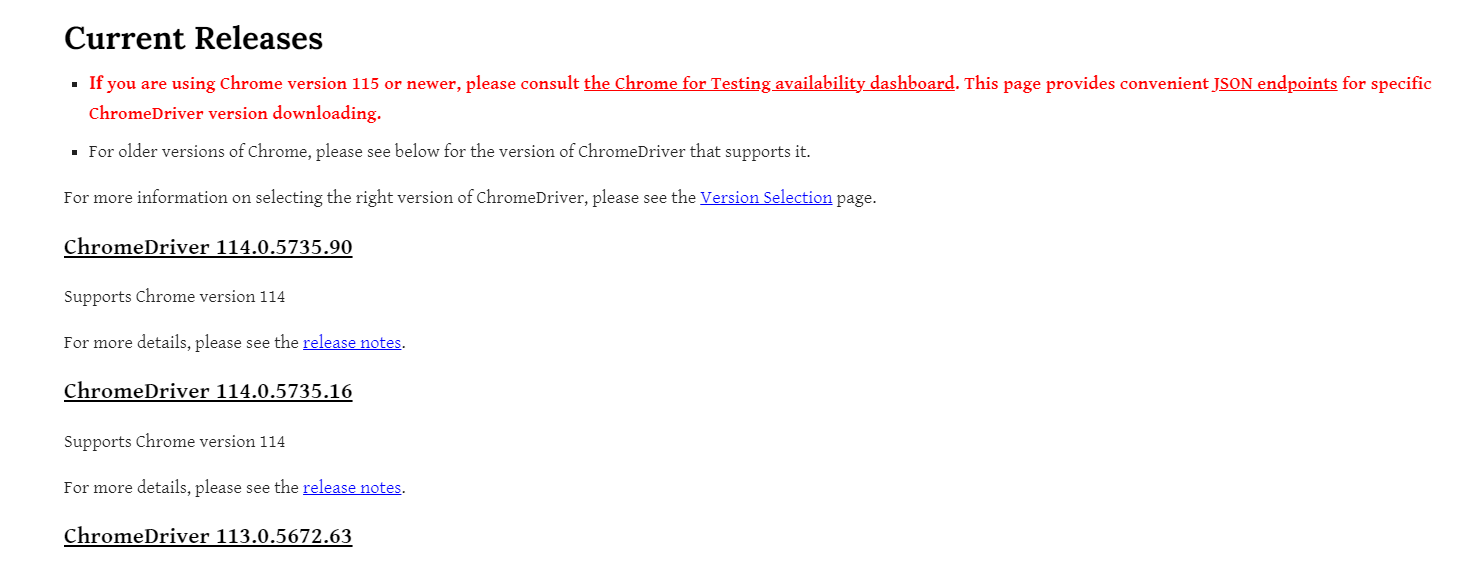 Current Releases
If you are using Chrome version 115 or newer, please consult the Chrome for Testing availability dashboard. This page provides convenient JSON endpoints for specific
ChromeDriver version downloading.
For older versions of Chrome, please see below for the version of ChromeDriver that supports it.
For more information on selecting the right version of ChromeDriver, please see the Version Selection page.
ChromeDriver 114.0.5735.90
Supports Chrome version 114
For more details, please see the release notes.
ChromeDriver 114.0.5735.16
Supports Chrome version 114
For more details, please see the release notes.
ChromeDriver 113.0.5672.63